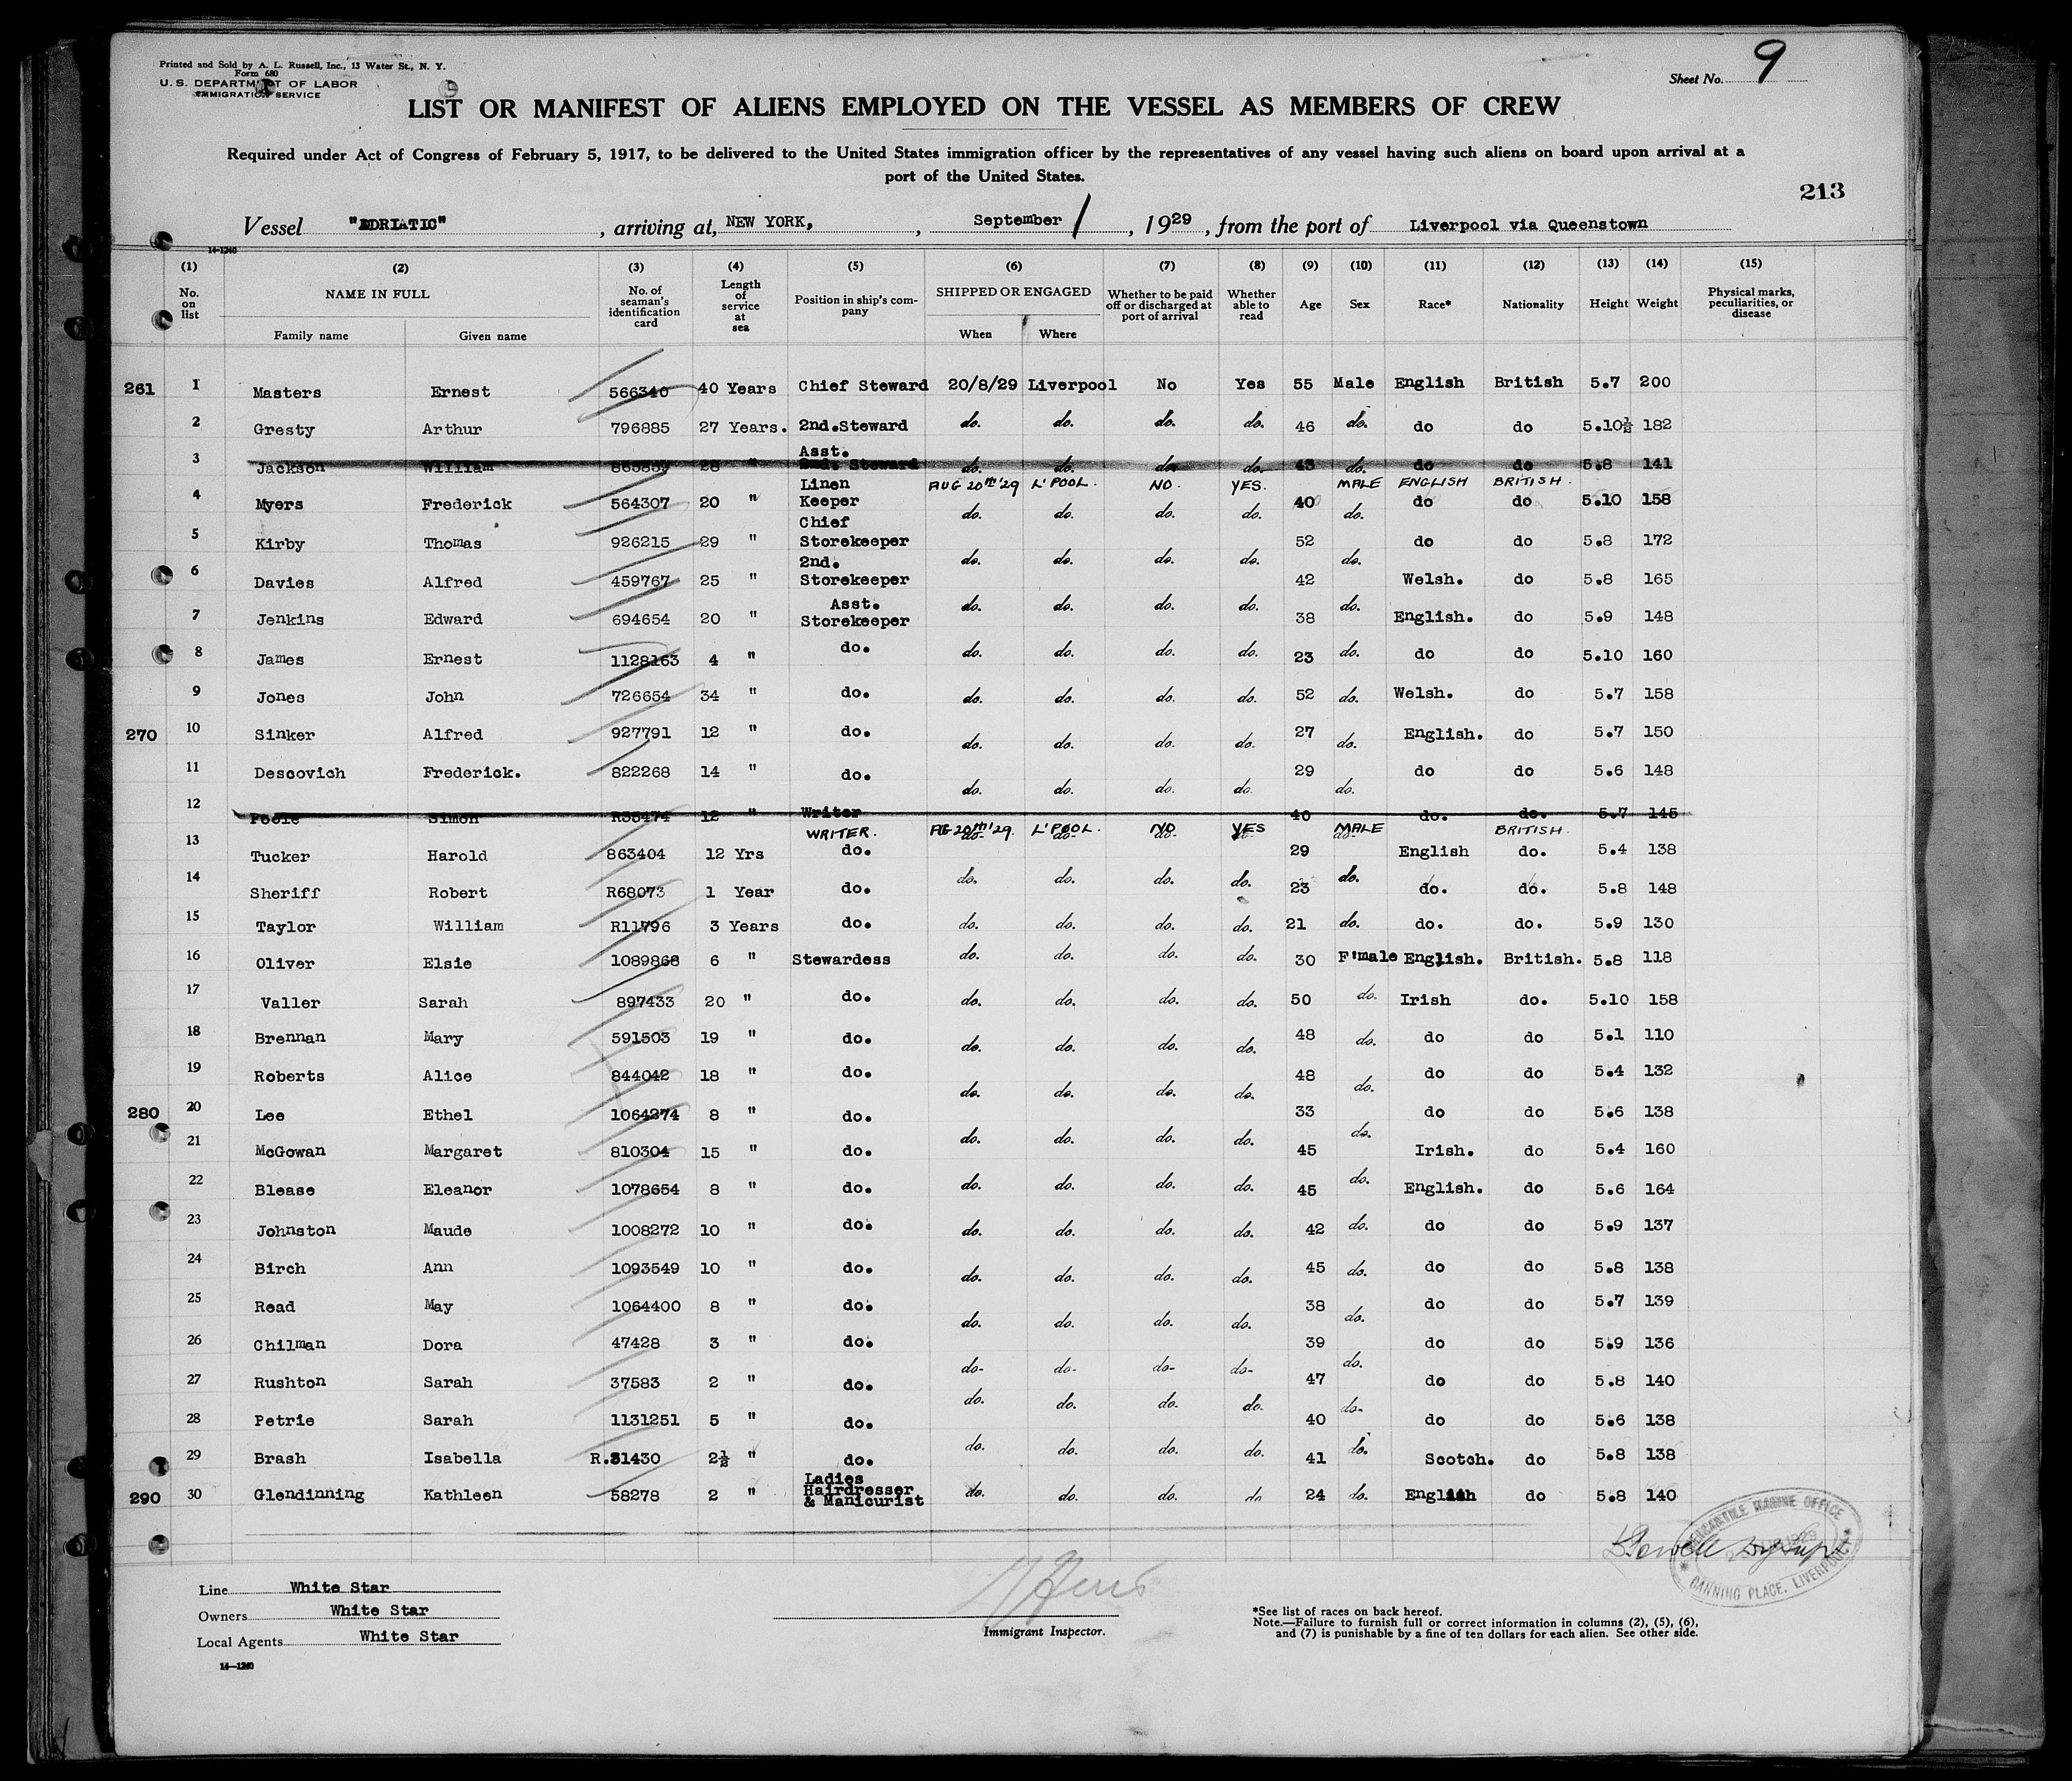 Printed and Sold by A. L. Russell, Inc., 13 Water St., N. Y.
Form 680
U. S. DEPARTMENT OF LABOR
IMMIGRATION SERVICE
Sheet No. 9
LIST OR MANIFEST OF ALIENS EMPLOYED ON THE VESSEL AS MEMBERS OF CREW
Required under Act of Congress of February 5, 1917, to be delivered to the United States immigration officer by the representatives of any vessel having such aliens on board upon arrival at a
port of the United States.
213
Vessel "ADRIATIC" , arriving at, NEW YORK, , September 1 , 1929 , from the port of Liverpool via Queenstown
14-1240
(1) (2) (3) (4) (5) (6) (7) (8) (9) (10) (11) (12) (13) (14) (15)
No. on list NAME IN FULL No. of seaman's identification card Length of service at sea Position in ship's company SHIPPED OR ENGAGED Whether to be paid off or discharged at port of arrival Whether able to read Age Sex Race* Nationality Height Weight Physical marks, peculiarities, or disease
Family name Given name When Where
261 1 Masters Ernest 566340 40 Years Chief Steward 20/8/29 Liverpool No Yes 55 Male English British 5.7 200
2 Gresty Arthur 796885 27 Years. 2nd.Steward do. do. do. do. 46 do. do do 5.10½ 182
3 Jackson William 865859 28 " Asst. 2nd. Steward do. do. do. do. 43 do. do do 5.8 141
AUG 20TH '29 L'POOL. NO. YES. MALE ENGLISH BRITISH.
4 Myers Frederick 564307 20 " Linen Keeper do. do. do. do. 40 do. do do 5.10 158
5 Kirby Thomas 926215 29 " Chief Storekeeper do. do. do. do. 52 do. do do 5.8 172
6 Davies Alfred 459767 25 " 2nd. Storekeeper do. do. do. do. 42 do. Welsh. do 5.8 165
7 Jenkins Edward 694654 20 " Asst. Storekeeper do. do. do. do. 38 do. English. do 5.9 148
8 James Ernest 1128163 4 " do. do. do. do. do. 23 do. do do 5.10 160
9 Jones John 726654 34 " do. do. do. do. do. 52 do. Welsh. do 5.7 158
270 10 Sinker Alfred 927791 12 " do. do. do. do. do. 27 do. English. do 5.7 150
11 Descovich Frederick. 822268 14 " do. do. do. do. do. 29 do. do do 5.6 148
12 Poole Simon R33474 12 " Writer 40 do. do. 5.7 145
WRITER. AG 20TH '29. L'POOL. NO YES MALE BRITISH.
13 Tucker Harold 863404 12 Yrs do. do. do. do. do. 29 do. English do. 5.4 138
14 Sheriff Robert R68073 1 Year do. do. do. do. do. 23 do. do. do. 5.8 148
15 Taylor William R11796 3 Years do. do. do. do. do. 21 do. do. do. 5.9 130
16 Oliver Elsie 1089868 6 " Stewardess do. do. do. do. 30 F'male English. British. 5.8 118
17 Valler Sarah 897433 20 " do. do. do. do. do. 50 do. Irish do. 5.10 158
18 Brennan Mary 591503 19 " do. do. do. do. do. 48 do. do do 5.1 110
19 Roberts Alice 844042 18 " do. do. do. do. do. 48 do. do do 5.4 132
280 20 Lee Ethel 1064274 8 " do. do. do. do. do. 33 do. do do 5.6 138
21 McGowan Margaret 810304 15 " do. do. do. do. do. 45 do. Irish. do 5.4 160
22 Blease Eleanor 1078654 8 " do. do. do. do. do. 45 do. English. do 5.6 164
23 Johnston Maude 1008272 10 " do. do. do. do. do. 42 do. do do 5.9 137
24 Birch Ann 1093549 10 " do. do. do. do. do. 45 do. do do 5.8 138
25 Read May 1064400 8 " do. do. do. do. do. 38 do. do do 5.7 139
26 Chilman Dora 47428 3 " do. do- do- do- do- 39 do. do do 5.9 136
27 Rushton Sarah 37583 2 " do. do. do. do. do. 47 do- do do 5.8 140
28 Petrie Sarah 1131251 5 " do. do. do. do. do. 40 do. do do 5.6 138
29 Brash Isabella R.31430 2½ " do. 41 Scotch. do 5.8 138
290 30 Glendinning Kathleen 58278 2 " Ladies Hairdresser & Manicurist do. do. do. do 24 do. English do 5.8 140
MERCANTILE MARINE OFFICE
CANNING PLACE. LIVERPOOL
Line White Star
Owners White Star
Local Agents White Star
14-1240
Immigrant Inspector.
*See list of races on back hereof.
Note.—Failure to furnish full or correct information in columns (2), (5), (6),
and (7) is punishable by a fine of ten dollars for each alien. See other side.